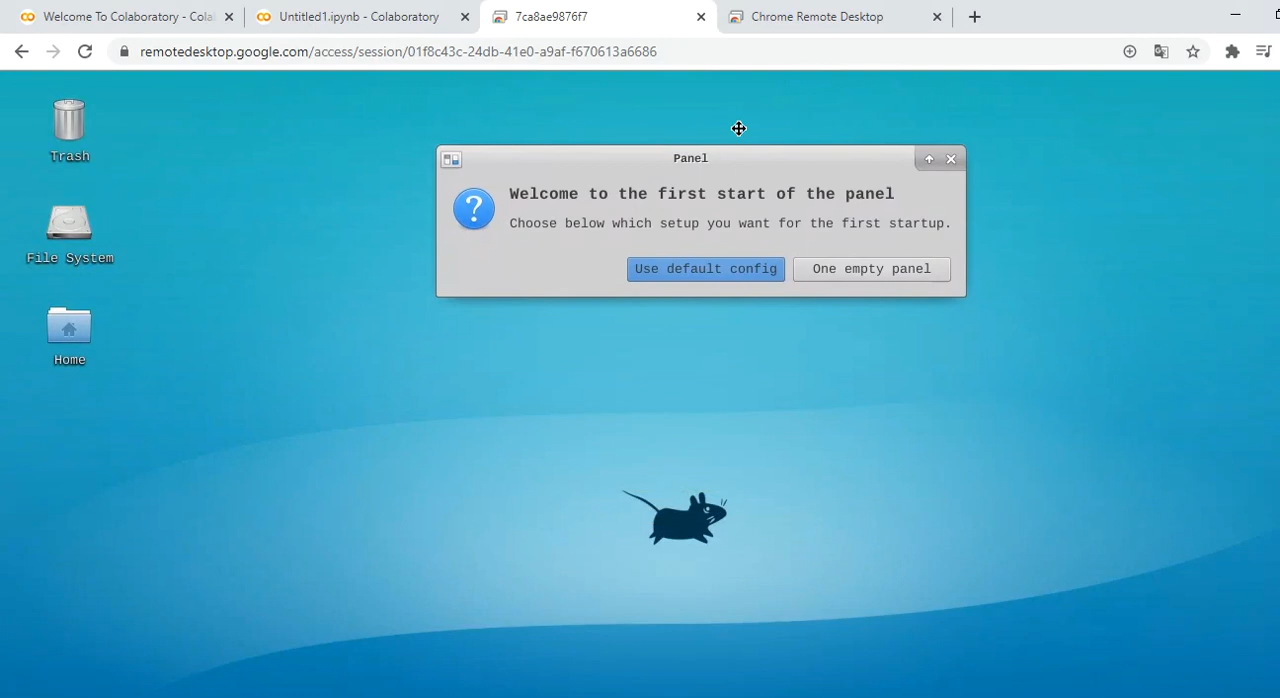 Welcome To Colaboratory - Cola
Untitled1.ipynb - Colaboratory
7ca8ae9876f7
Chrome Remote Desktop
remotedesktop.google.com/access/session/01f8c43c-24db-41e0-a9af-f670613a6686
Trash
File System
Home
Panel
Welcome to the first start of the panel
Choose below which setup you want for the first startup.
Use default config
One empty panel